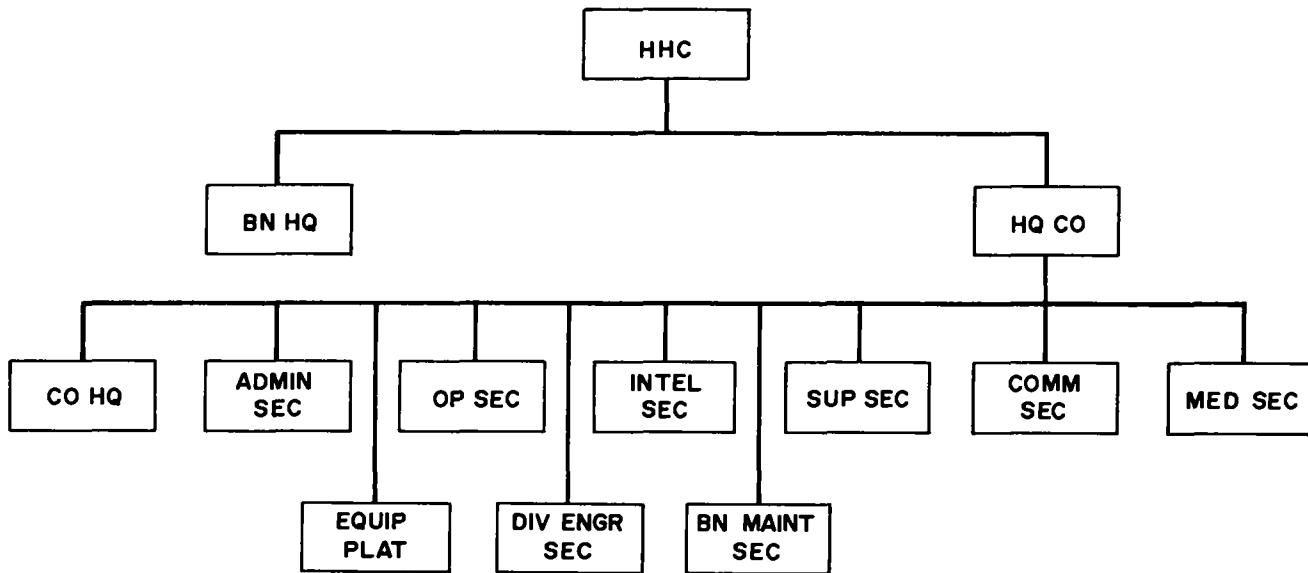 HHC
BN HQ
HQ CO
CO HQ
ADMIN
SEC
OP SEC
INTEL
SEC
SUP SEC
COMM
SEC
MED SEC
EQUIP
PLAT
DIV ENGR
SEC
BN MAINT
SEC